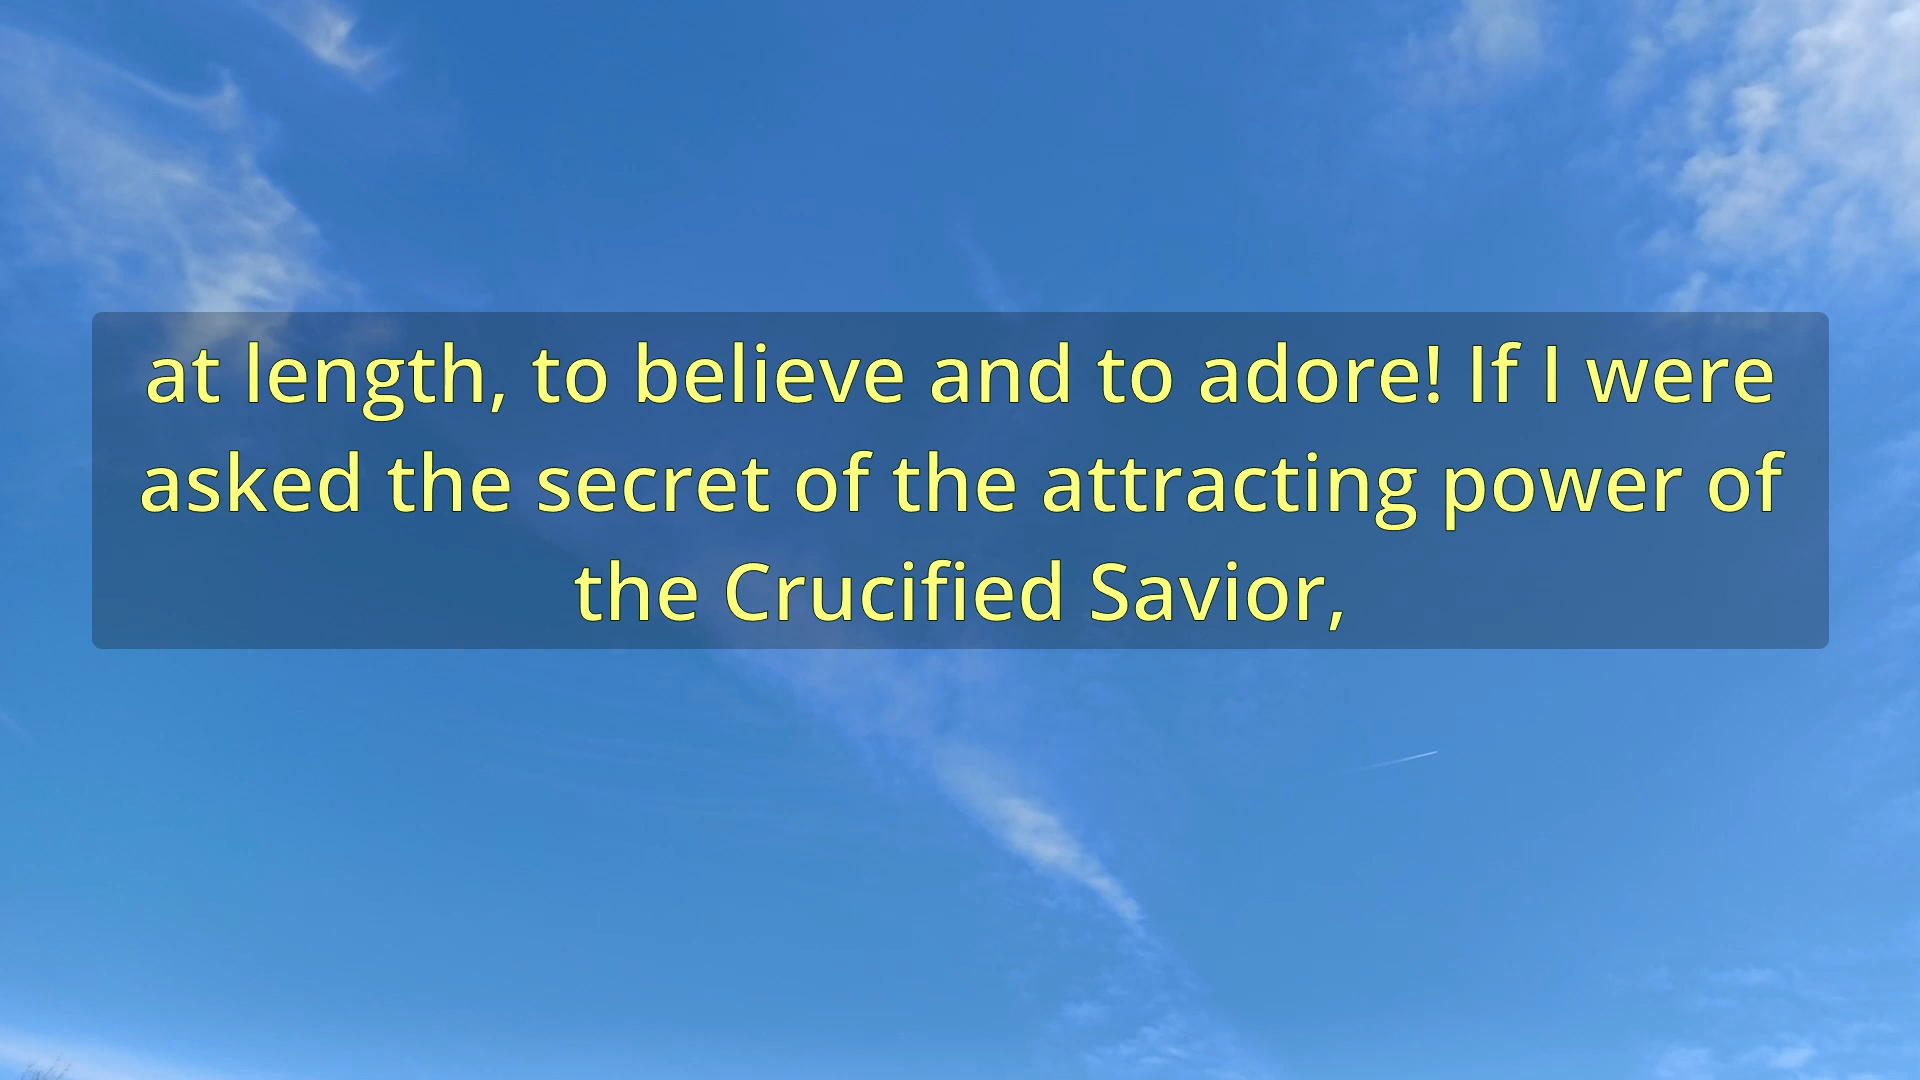 at length, to believe and to adore! If I were
asked the secret of the attracting power of
the Crucified Savior,